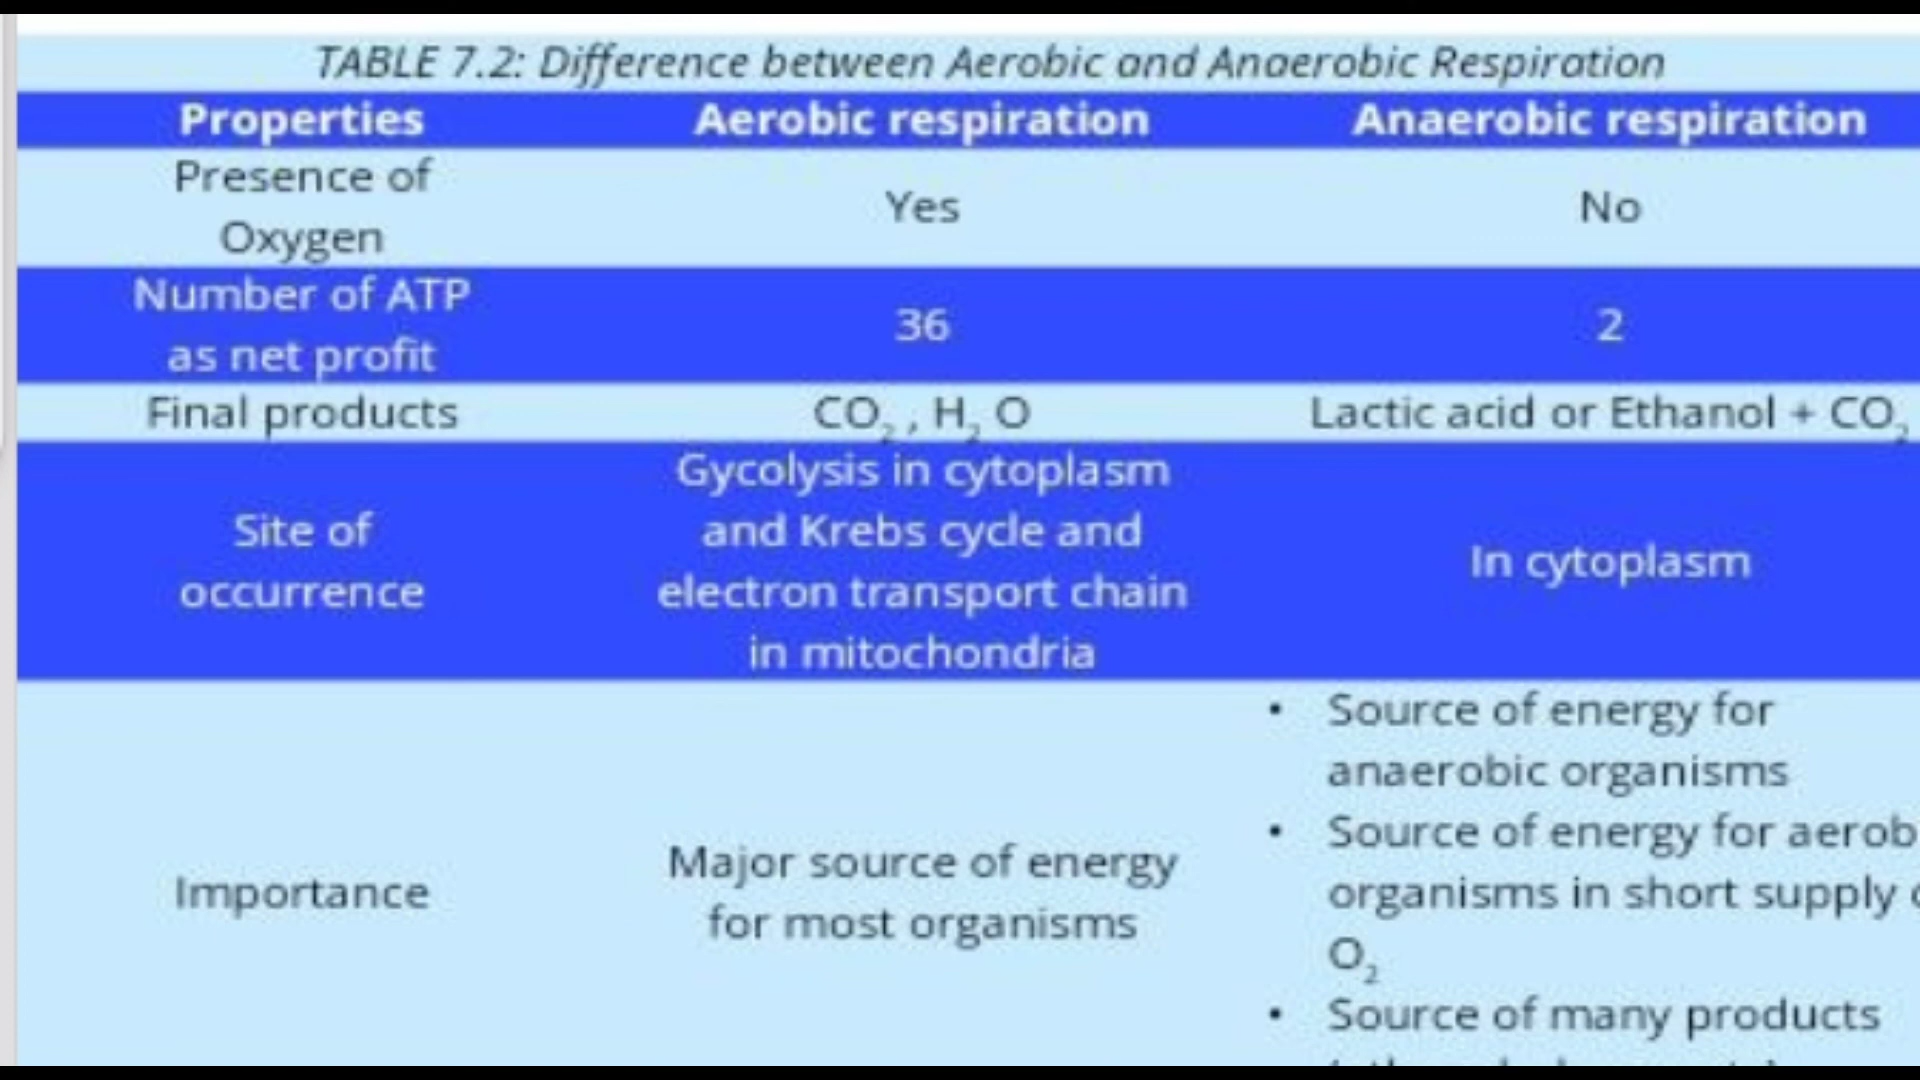 TABLE 7.2: Difference between Aerobic and Anaerobic Respiration
Properties Aerobic respiration Anaerobic respiration
Presence of
Oxygen
Yes
No
Number of ATP
as net profit
36
2
Final products CO₂ , H₂ O Lactic acid or Ethanol + CO₂
Site of
occurrence
Gycolysis in cytoplasm
and Krebs cycle and
electron transport chain
in mitochondria
In cytoplasm
Importance
Major source of energy
for most organisms
• Source of energy for
anaerobic organisms
• Source of energy for aerob
organisms in short supply
O₂
• Source of many products